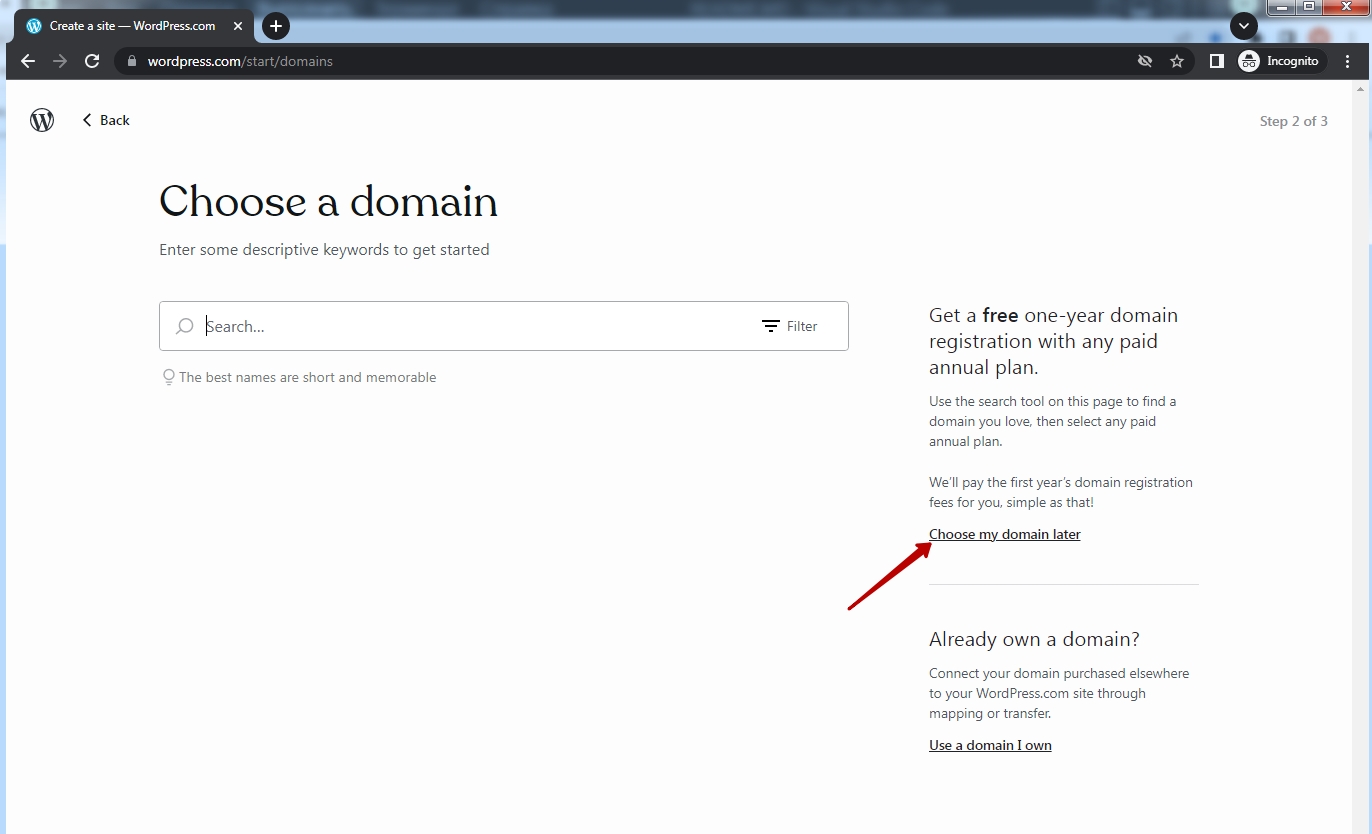 Create a site — WordPress.com
wordpress.com/start/domains
Incognito
Back
Step 2 of 3
Choose a domain
Enter some descriptive keywords to get started
Search...
Filter
The best names are short and memorable
Get a free one-year domain
registration with any paid
annual plan.
Use the search tool on this page to find a
domain you love, then select any paid
annual plan.
We'll pay the first year's domain registration
fees for you, simple as that!
Choose my domain later
Already own a domain?
Connect your domain purchased elsewhere
to your WordPress.com site through
mapping or transfer.
Use a domain I own